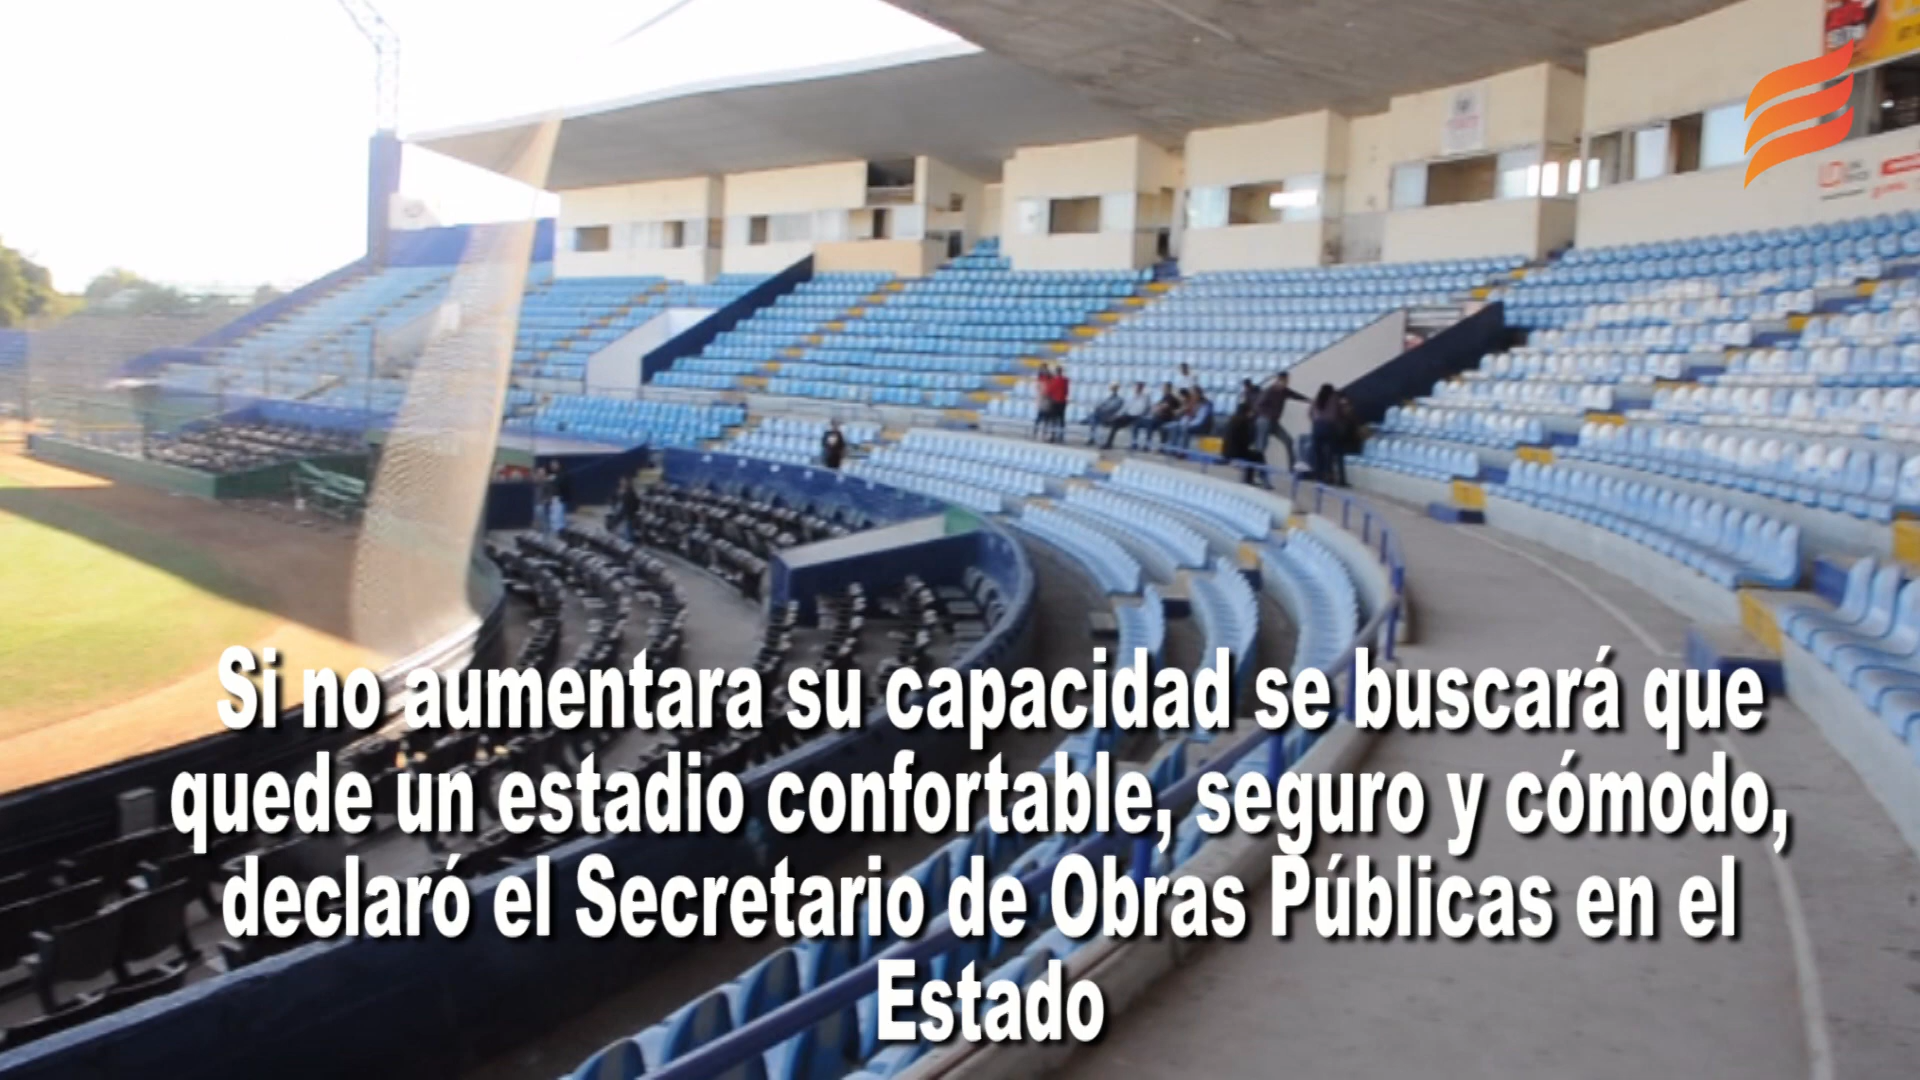 Si no aumentara su capacidad se buscará que
quede un estadio confortable, seguro y cómodo,
declaró el Secretario de Obras Públicas en el
Estado